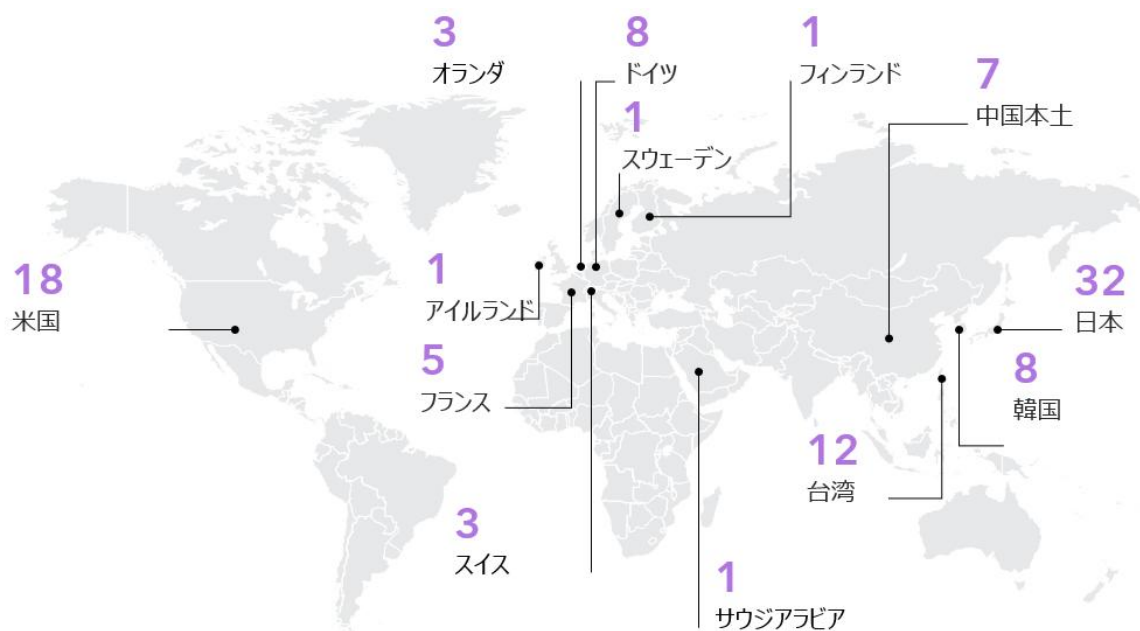 3
オランダ
8
ドイツ
1
フィンランド
7
中国本土
1
スウェーデン
18
米国
1
アイルランド
32
日本
5
フランス
8
韓国
12
台湾
3
スイス
1
サウジアラビア